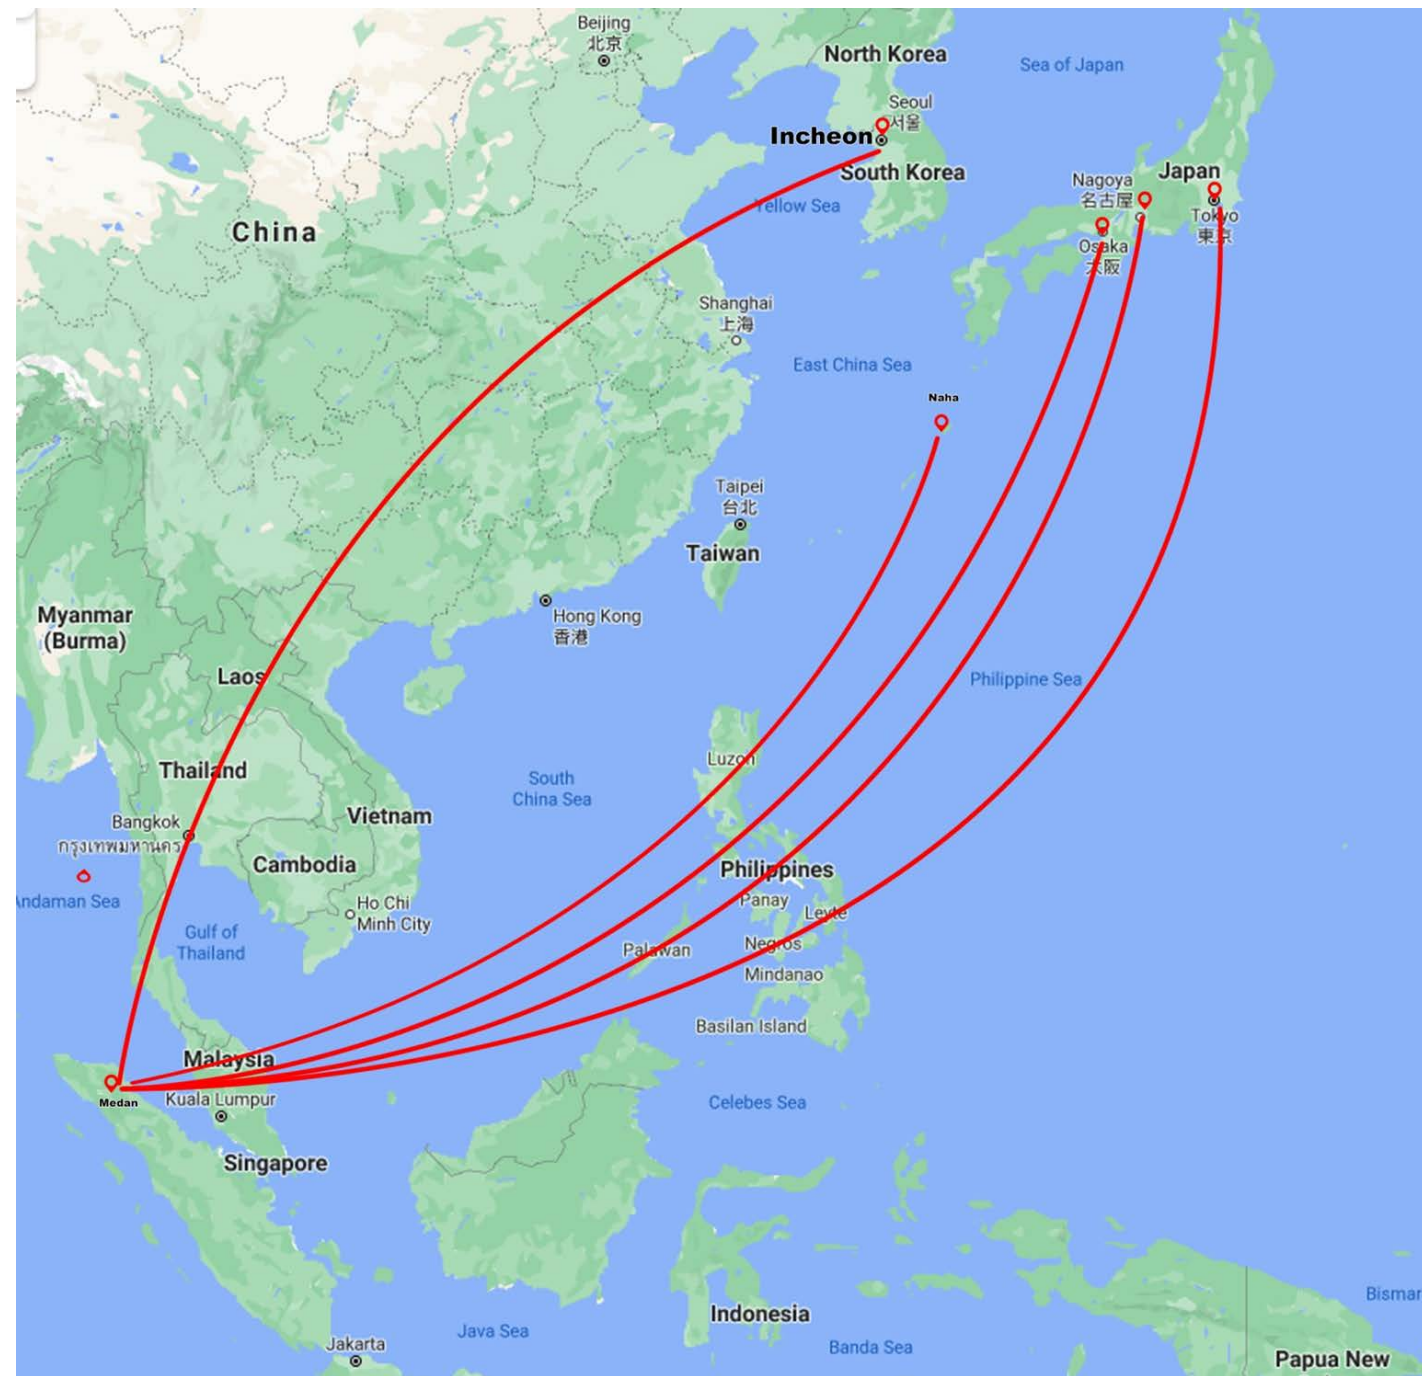 Beijing
北京
North Korea
Sea of Japan
Seoul
서울
Incheon
South Korea
Japan
Nagoya
名古屋
Tokyo
東京
Osaka
大阪
Yellow Sea
China
Shanghai
上海
East China Sea
Naha
Taipei
台北
Taiwan
Hong Kong
香港
Myanmar
(Burma)
Laos
Philippine Sea
Luzon
Thailand
South
China Sea
Vietnam
Bangkok
กรุงเทพมหานคร
Cambodia
Philippines
Andaman Sea
Ho Chi
Minh City
Panay
Leyte
Gulf of
Thailand
Palawan
Negros
Mindanao
Basilan Island
Malaysia
Medan
Kuala Lumpur
Celebes Sea
Singapore
Bismar
Indonesia
Java Sea
Jakarta
Banda Sea
Papua New